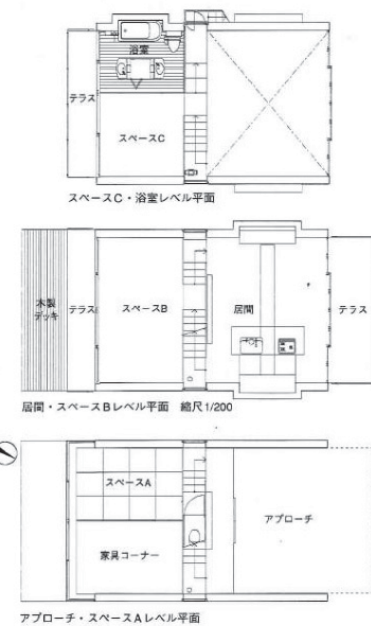 浴室
テラス
スペースC
スペースC・浴室レベル平面
木製
デッキ
テラス
スペースB
居間
テラス
居間・スペースBレベル平面 縮尺1/200
スペースA
アプローチ
家具コーナー
アプローチ・スペースAレベル平面